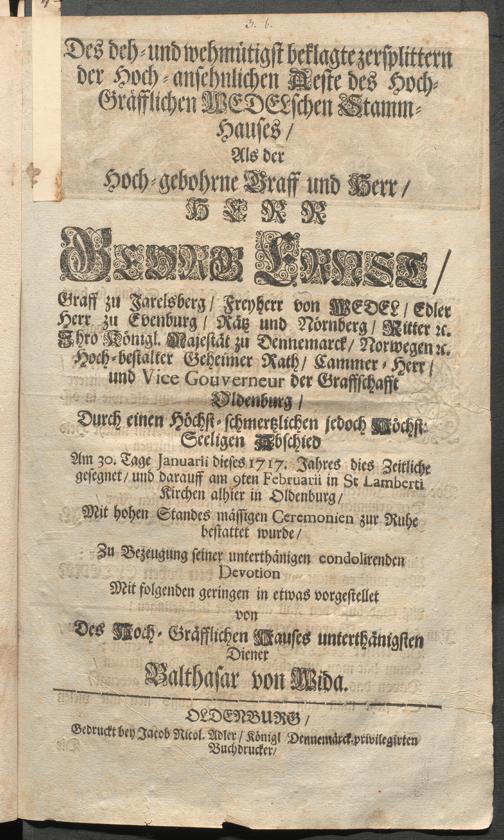 3. 6.
Des deh- und wehmütigst beklagte zersplittern
der Hoch-ansehnlichen Aeste des Hoch-
Gräfflichen WEDELschen Stamm-
Hauses /
Als der
Hoch-gebohrne Graff und Herr /
HERR
GEORG ERNST /
Graff zu Jarelsberg / Freyherr von WEDEL / Edler
Herr zu Evenburg / Rätz und Nörnberg / Ritter ꝛc.
Ihro Königl. Majestät zu Dennemarck / Norwegen ꝛc.
Hoch-bestalter Geheimer Rath / Cammer-Herr /
und Vice Gouverneur der Graffschafft
Oldenburg /
Durch einen Höchst-schmertzlichen jedoch Höchst-
Seeligen Abschied
Am 30. Tage Januarii dieses 1717. Jahres dies Zeitliche
gesegnet / und darauff am 9ten Februarii in St Lamberti
Kirchen alhier in Oldenburg /
Mit hohen Standes mässigen Ceremonien zur Ruhe
bestattet wurde /
Zu Bezeugung seiner unterthänigen condolirenden
Devotion
Mit folgenden geringen in etwas vorgestellet
von
Des Hoch-Gräfflichen Hauses unterthänigsten
Diener
Balthasar von Wida.
OLDENBURG /
Gedruckt bey Jacob Nicol. Adler / Königl Dennemärck. privilegirten
Buchdrucker /